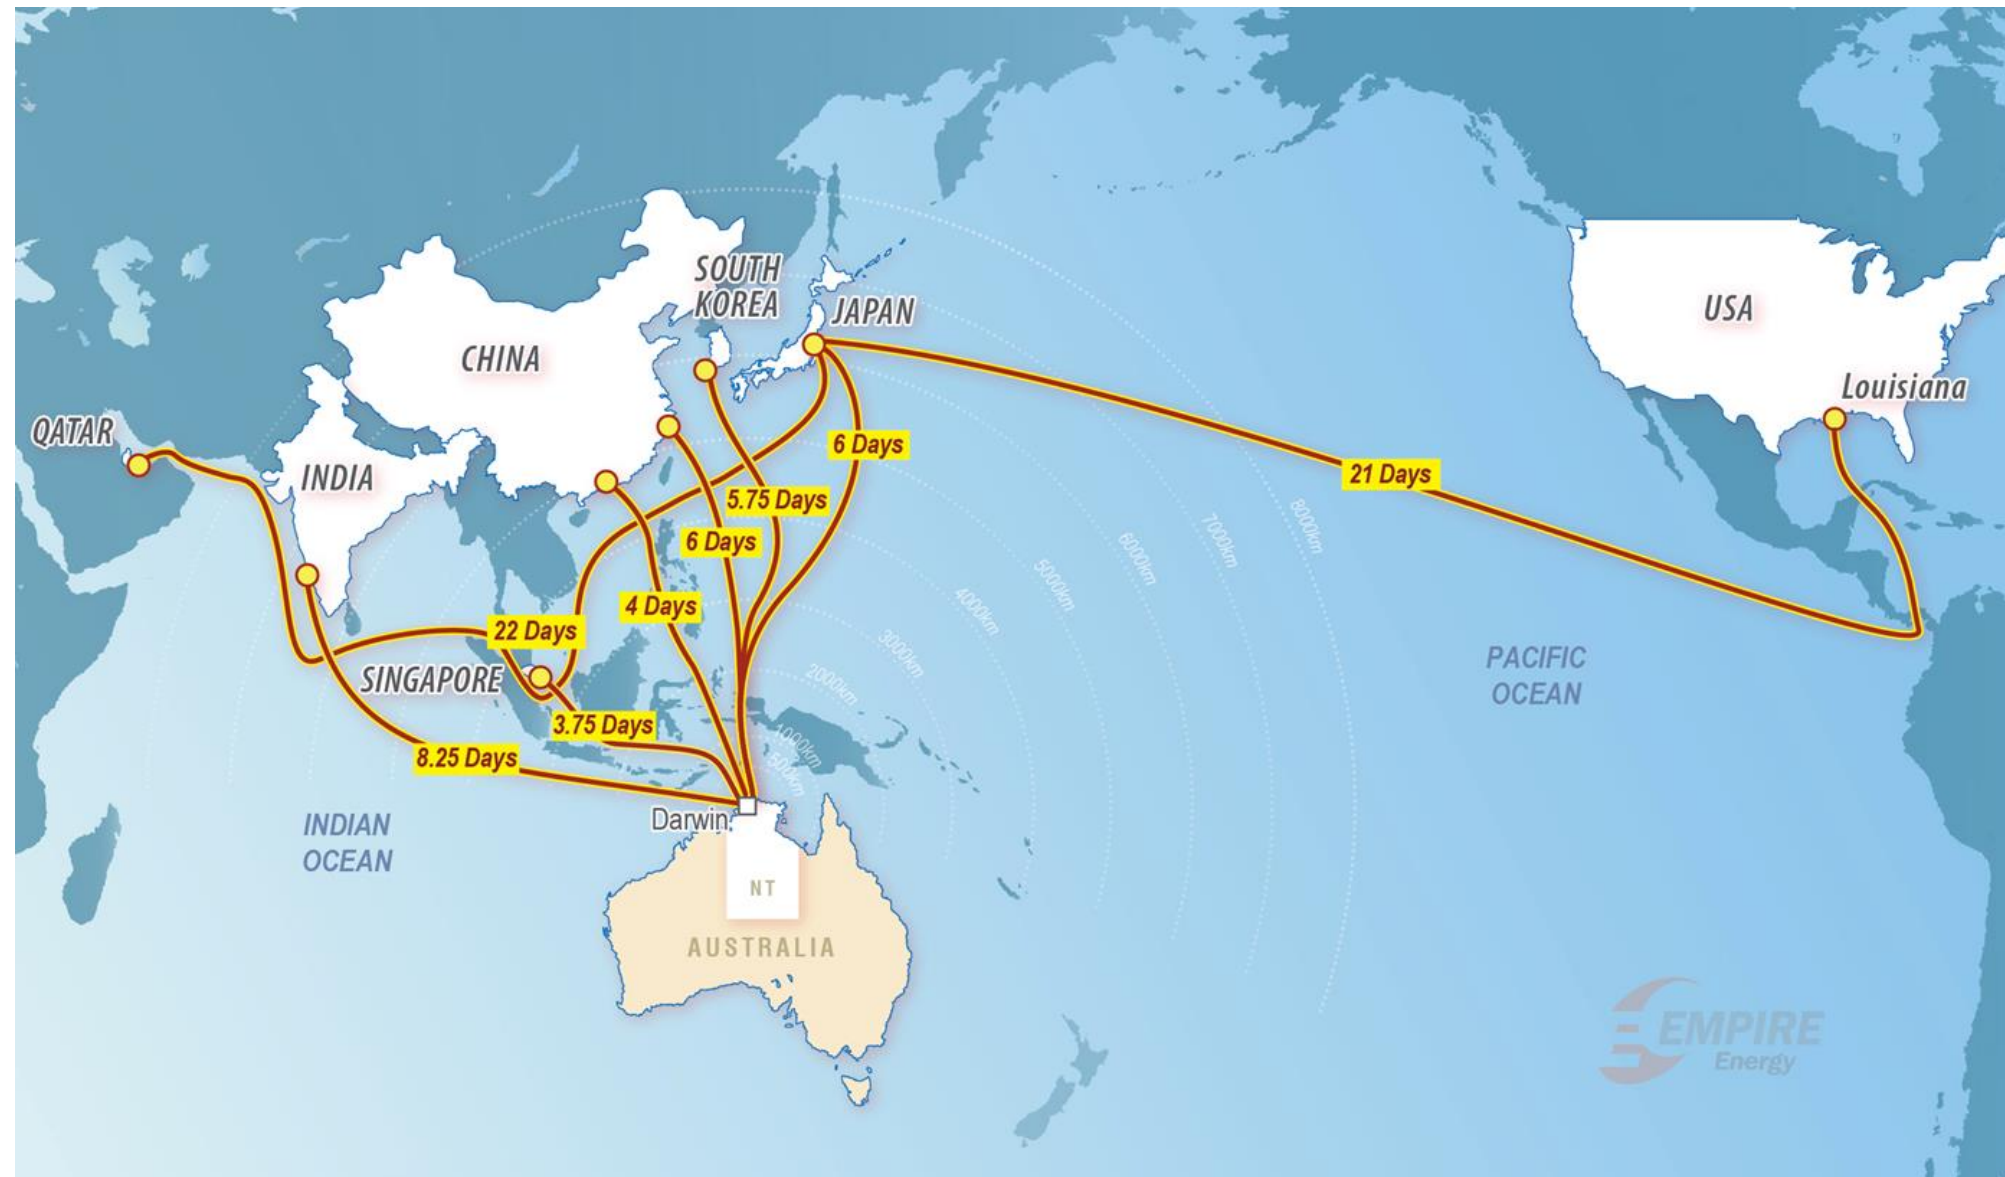 SOUTH
KOREA
JAPAN
USA
CHINA
Louisiana
QATAR
INDIA
6 Days
21 Days
5.75 Days
8000km
7000km
6 Days
6000km
5000km
4 Days
4000km
22 Days
3000km
SINGAPORE
2000km
PACIFIC
OCEAN
3.75 Days
1000km
8.25 Days
500km
Darwin
INDIAN
OCEAN
NT
AUSTRALIA
EMPIRE
Energy